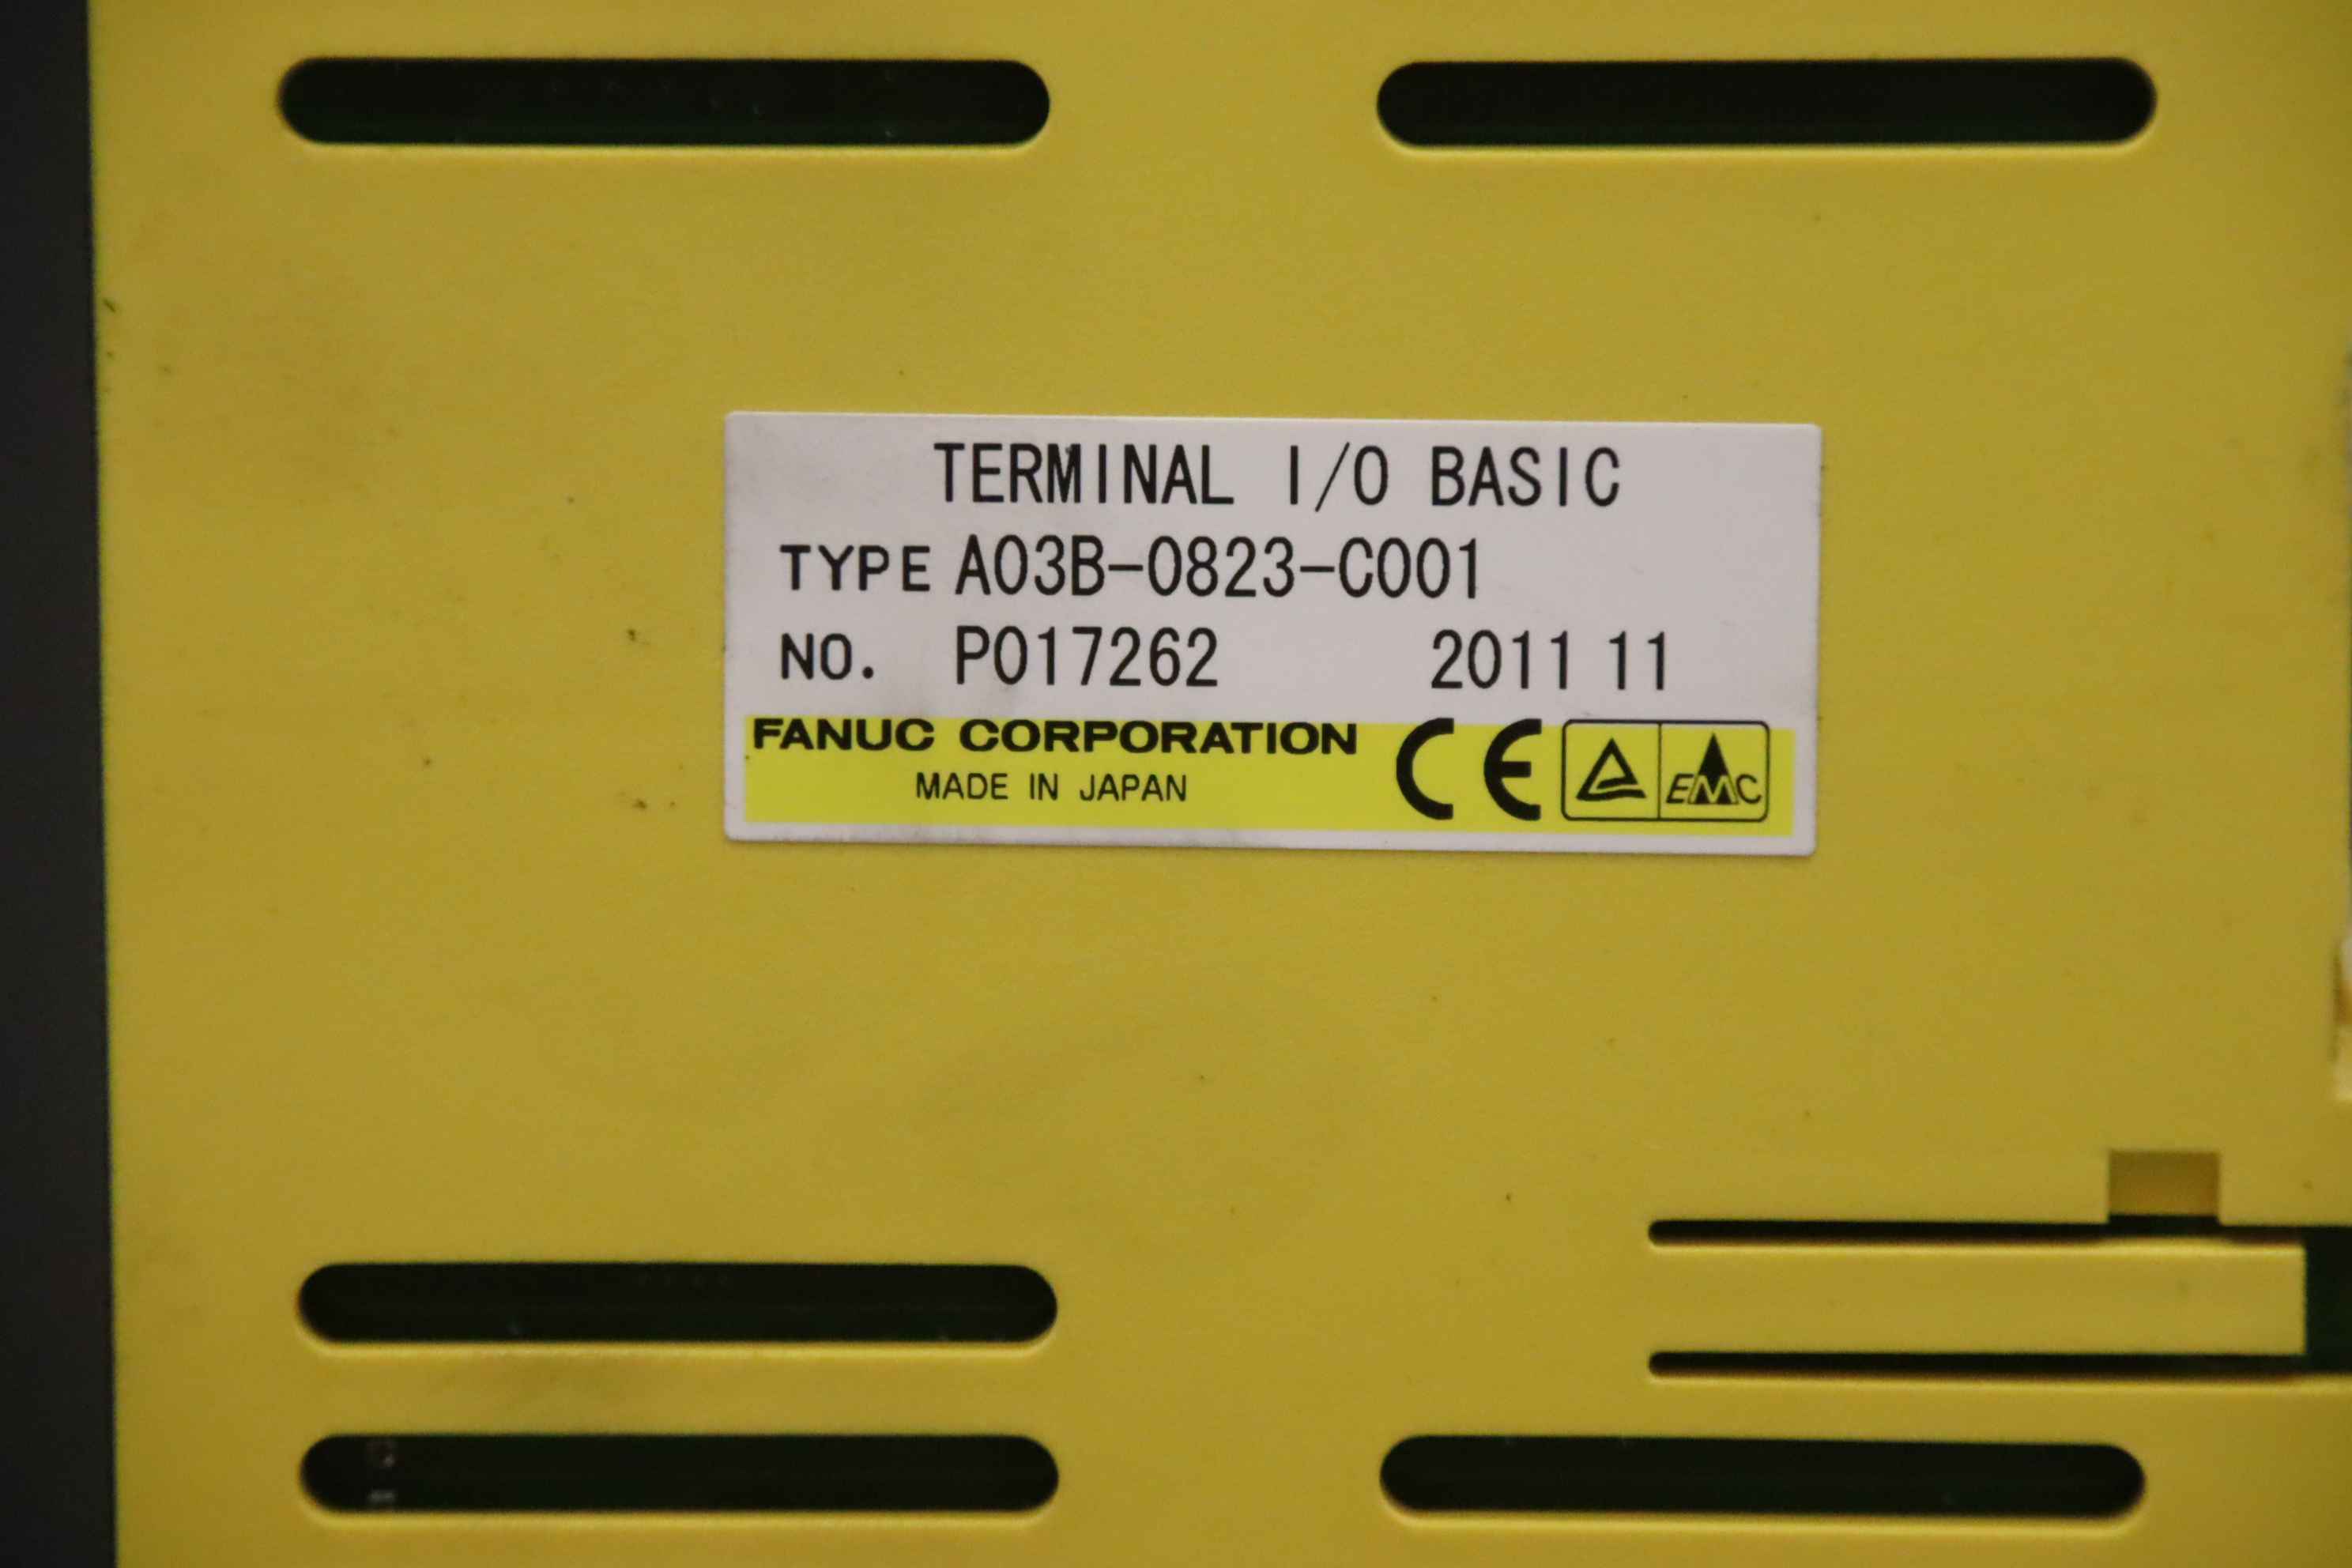 TERMINAL I/O BASIC
TYPE A03B-0823-C001
NO. P017262 2011 11
FANUC CORPORATION
MADE IN JAPAN
CE
EMC